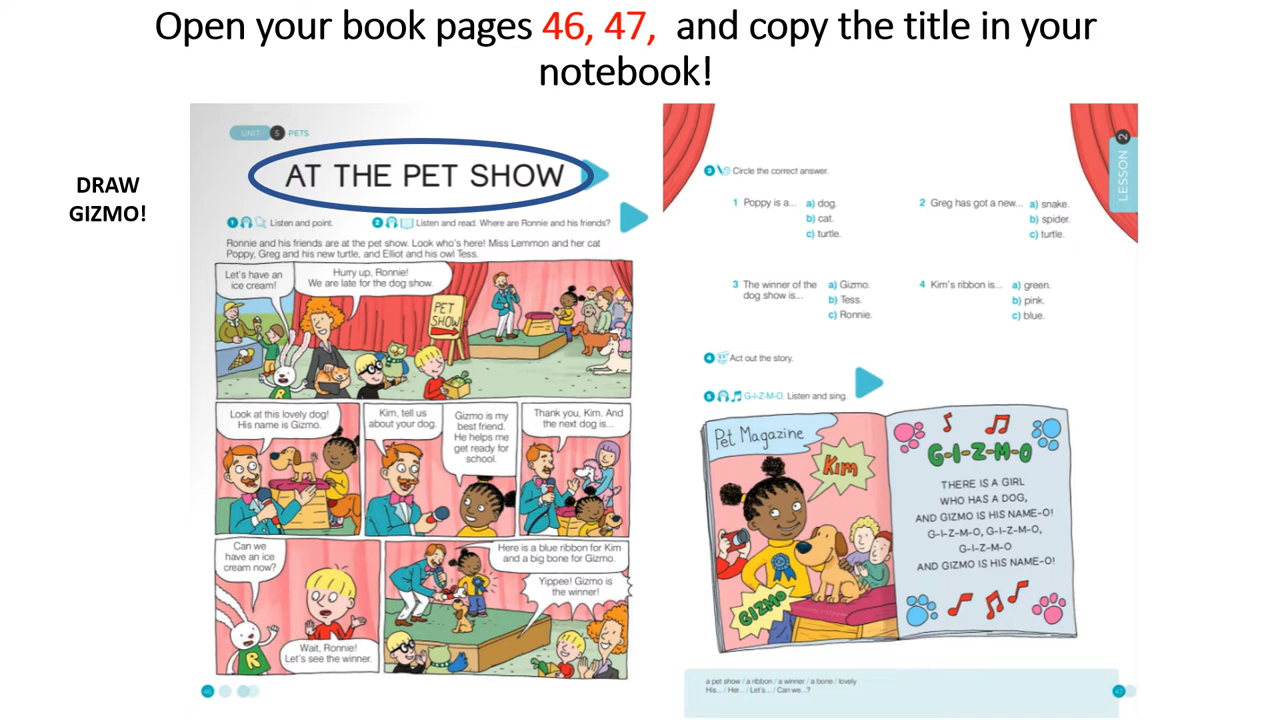 Open your book pages 46, 47, and copy the title in your
notebook!
DRAW
GIZMO!
UNIT 5 PETS
AT THE PET SHOW
1 Listen and point.
2 Listen and read. Where are Ronnie and his friends?
Ronnie and his friends are at the pet show. Look who's here! Miss Lemmon and her cat
Poppy, Greg and his new turtle, and Elliot and his owl Tess.
Let's have an
ice cream!
Hurry up, Ronnie!
We are late for the dog show.
PET
SHOW
R
Look at this lovely dog!
His name is Gizmo.
Kim, tell us
about your dog.
Gizmo is my
best friend.
He helps me
get ready for
school.
Thank you, Kim. And
the next dog is...
Can we
have an ice
cream now?
R
Wait, Ronnie!
Let's see the winner.
Here is a blue ribbon for Kim
and a big bone for Gizmo.
Yippee! Gizmo is
the winner!
46
LESSON 2
3 Circle the correct answer.
1 Poppy is a... a) dog.
b) cat.
c) turtle.
2 Greg has got a new... a) snake.
b) spider.
c) turtle.
3 The winner of the a) Gizmo.
dog show is... b) Tess.
c) Ronnie.
4 Kim's ribbon is... a) green.
b) pink.
c) blue.
4 Act out the story.
5 G-I-Z-M-O. Listen and sing.
Pet Magazine
Kim
GIZMO
G-I-Z-M-O
THERE IS A GIRL
WHO HAS A DOG,
AND GIZMO IS HIS NAME-O!
G-I-Z-M-O, G-I-Z-M-O,
G-I-Z-M-O
AND GIZMO IS HIS NAME-O!
a pet show / a ribbon / a winner / a bone / lovely
His... / Her... / Let's... / Can we...?
47